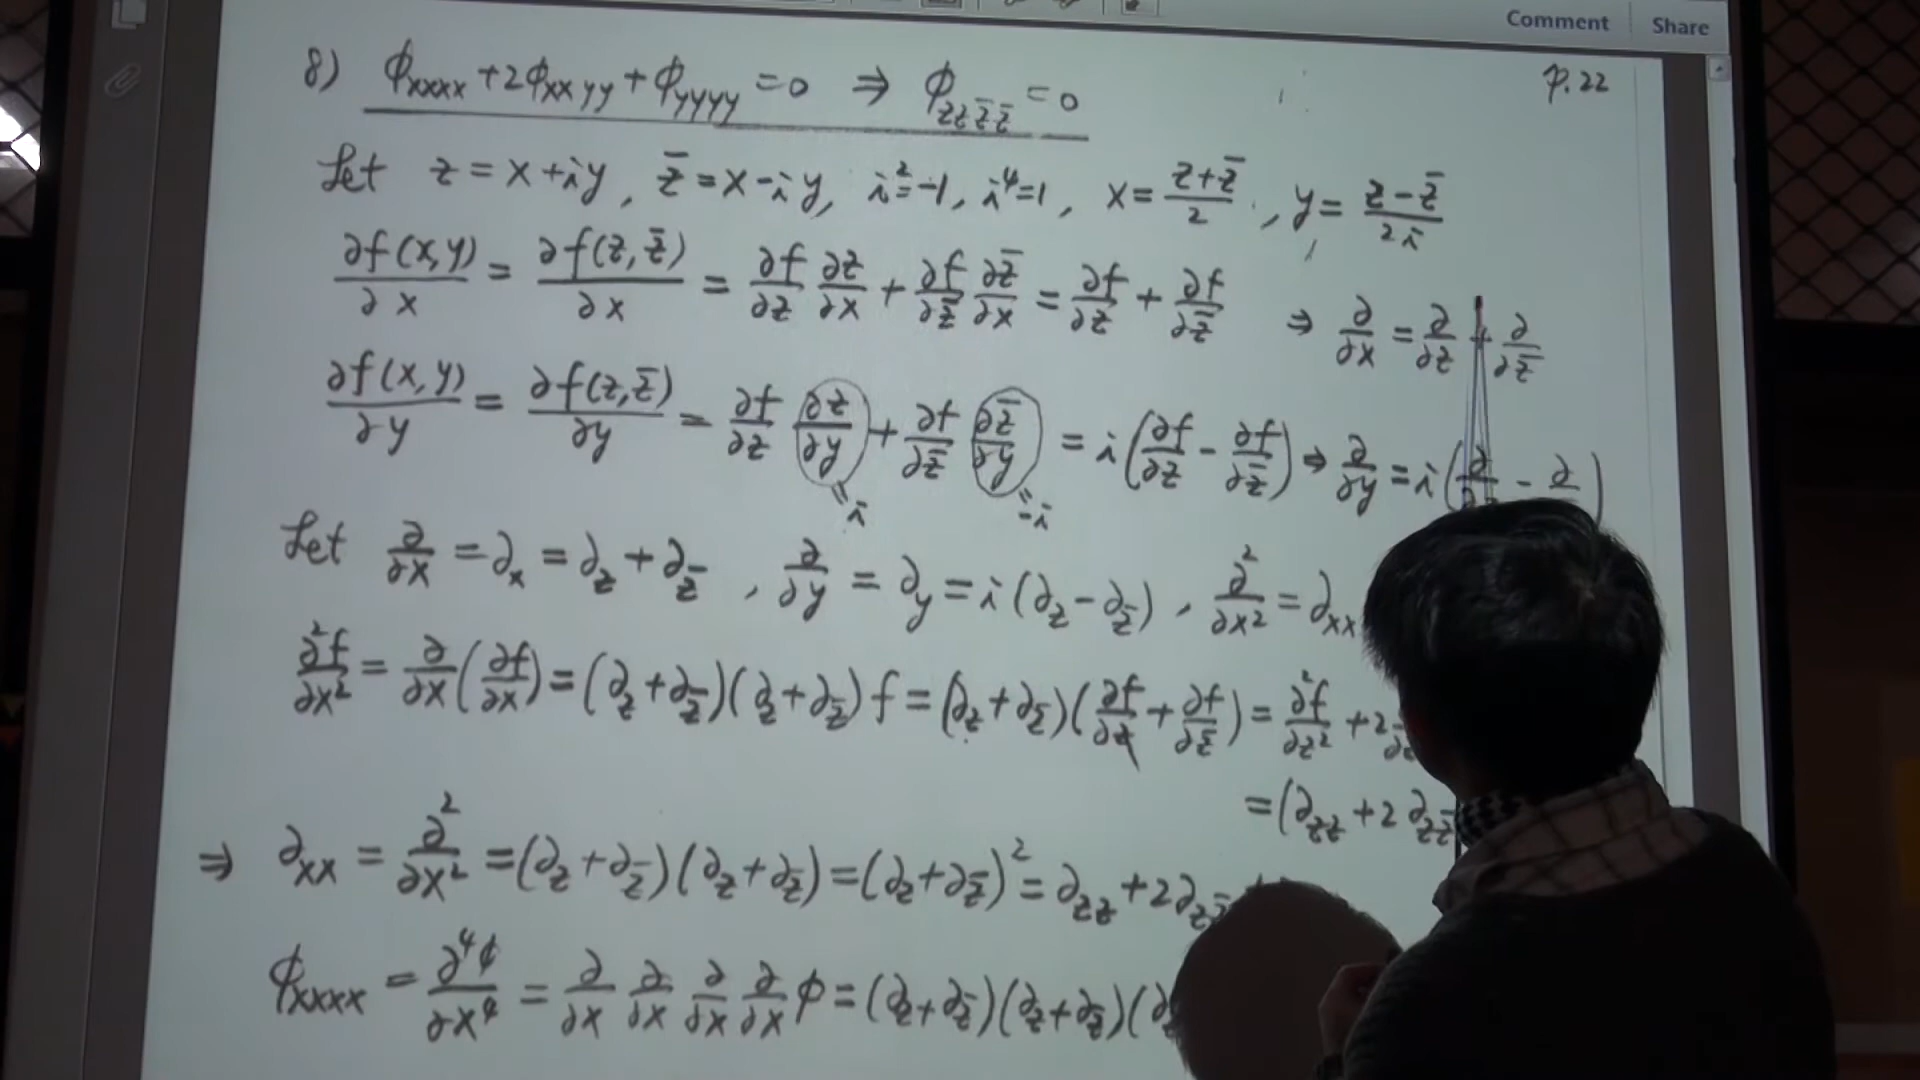 Comment Share
p.22
8) ϕxxxx + 2ϕxxyy + ϕyyyy = 0 ⇒ ϕzzz̄z̄ = 0
Let z = x + iy, z̄ = x - iy, i² = -1, i⁴ = 1, x = (z + z̄)/2, y = (z - z̄)/2i
∂f(x,y)/∂x = ∂f(z,z̄)/∂x = ∂f/∂z ∂z/∂x + ∂f/∂z̄ ∂z̄/∂x = ∂f/∂z + ∂f/∂z̄ ⇒ ∂/∂x = ∂/∂z + ∂/∂z̄
∂f(x,y)/∂y = ∂f(z,z̄)/∂y = ∂f/∂z ∂z/∂y + ∂f/∂z̄ ∂z̄/∂y = i(∂f/∂z - ∂f/∂z̄) ⇒ ∂/∂y = i(∂ - ∂)
= i = -i
Let ∂/∂x = ∂x = ∂z + ∂z̄, ∂/∂y = ∂y = i(∂z - ∂z̄), ∂²/∂x² = ∂xx
∂²f/∂x² = ∂/∂x(∂f/∂x) = (∂z + ∂z̄)(∂z + ∂z̄)f = (∂z + ∂z̄)(∂f/∂z + ∂f/∂z̄) = ∂²f/∂z² + 2
= (∂zz + 2∂zz̄
⇒ ∂xx = ∂²/∂x² = (∂z + ∂z̄)(∂z + ∂z̄) = (∂z + ∂z̄)² = ∂zz + 2∂zz̄
ϕxxxx = ∂⁴ϕ/∂x⁴ = ∂/∂x ∂/∂x ∂/∂x ∂/∂x ϕ = (∂z + ∂z̄)(∂z + ∂z̄)(∂z